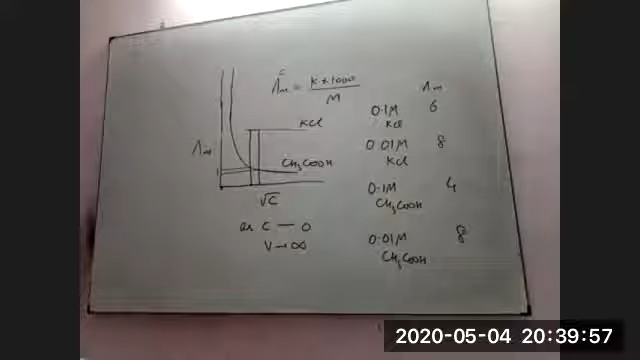 Λm^c = K × 1000 / M
Λm
0.1M 6
KCl
KCl
0.01M 8
KCl
Λm
CH3COOH
0.1M 4
CH3COOH
√C
as C — 0
V → ∞
0.01M 8
CH3COOH
2020-05-04 20:39:57